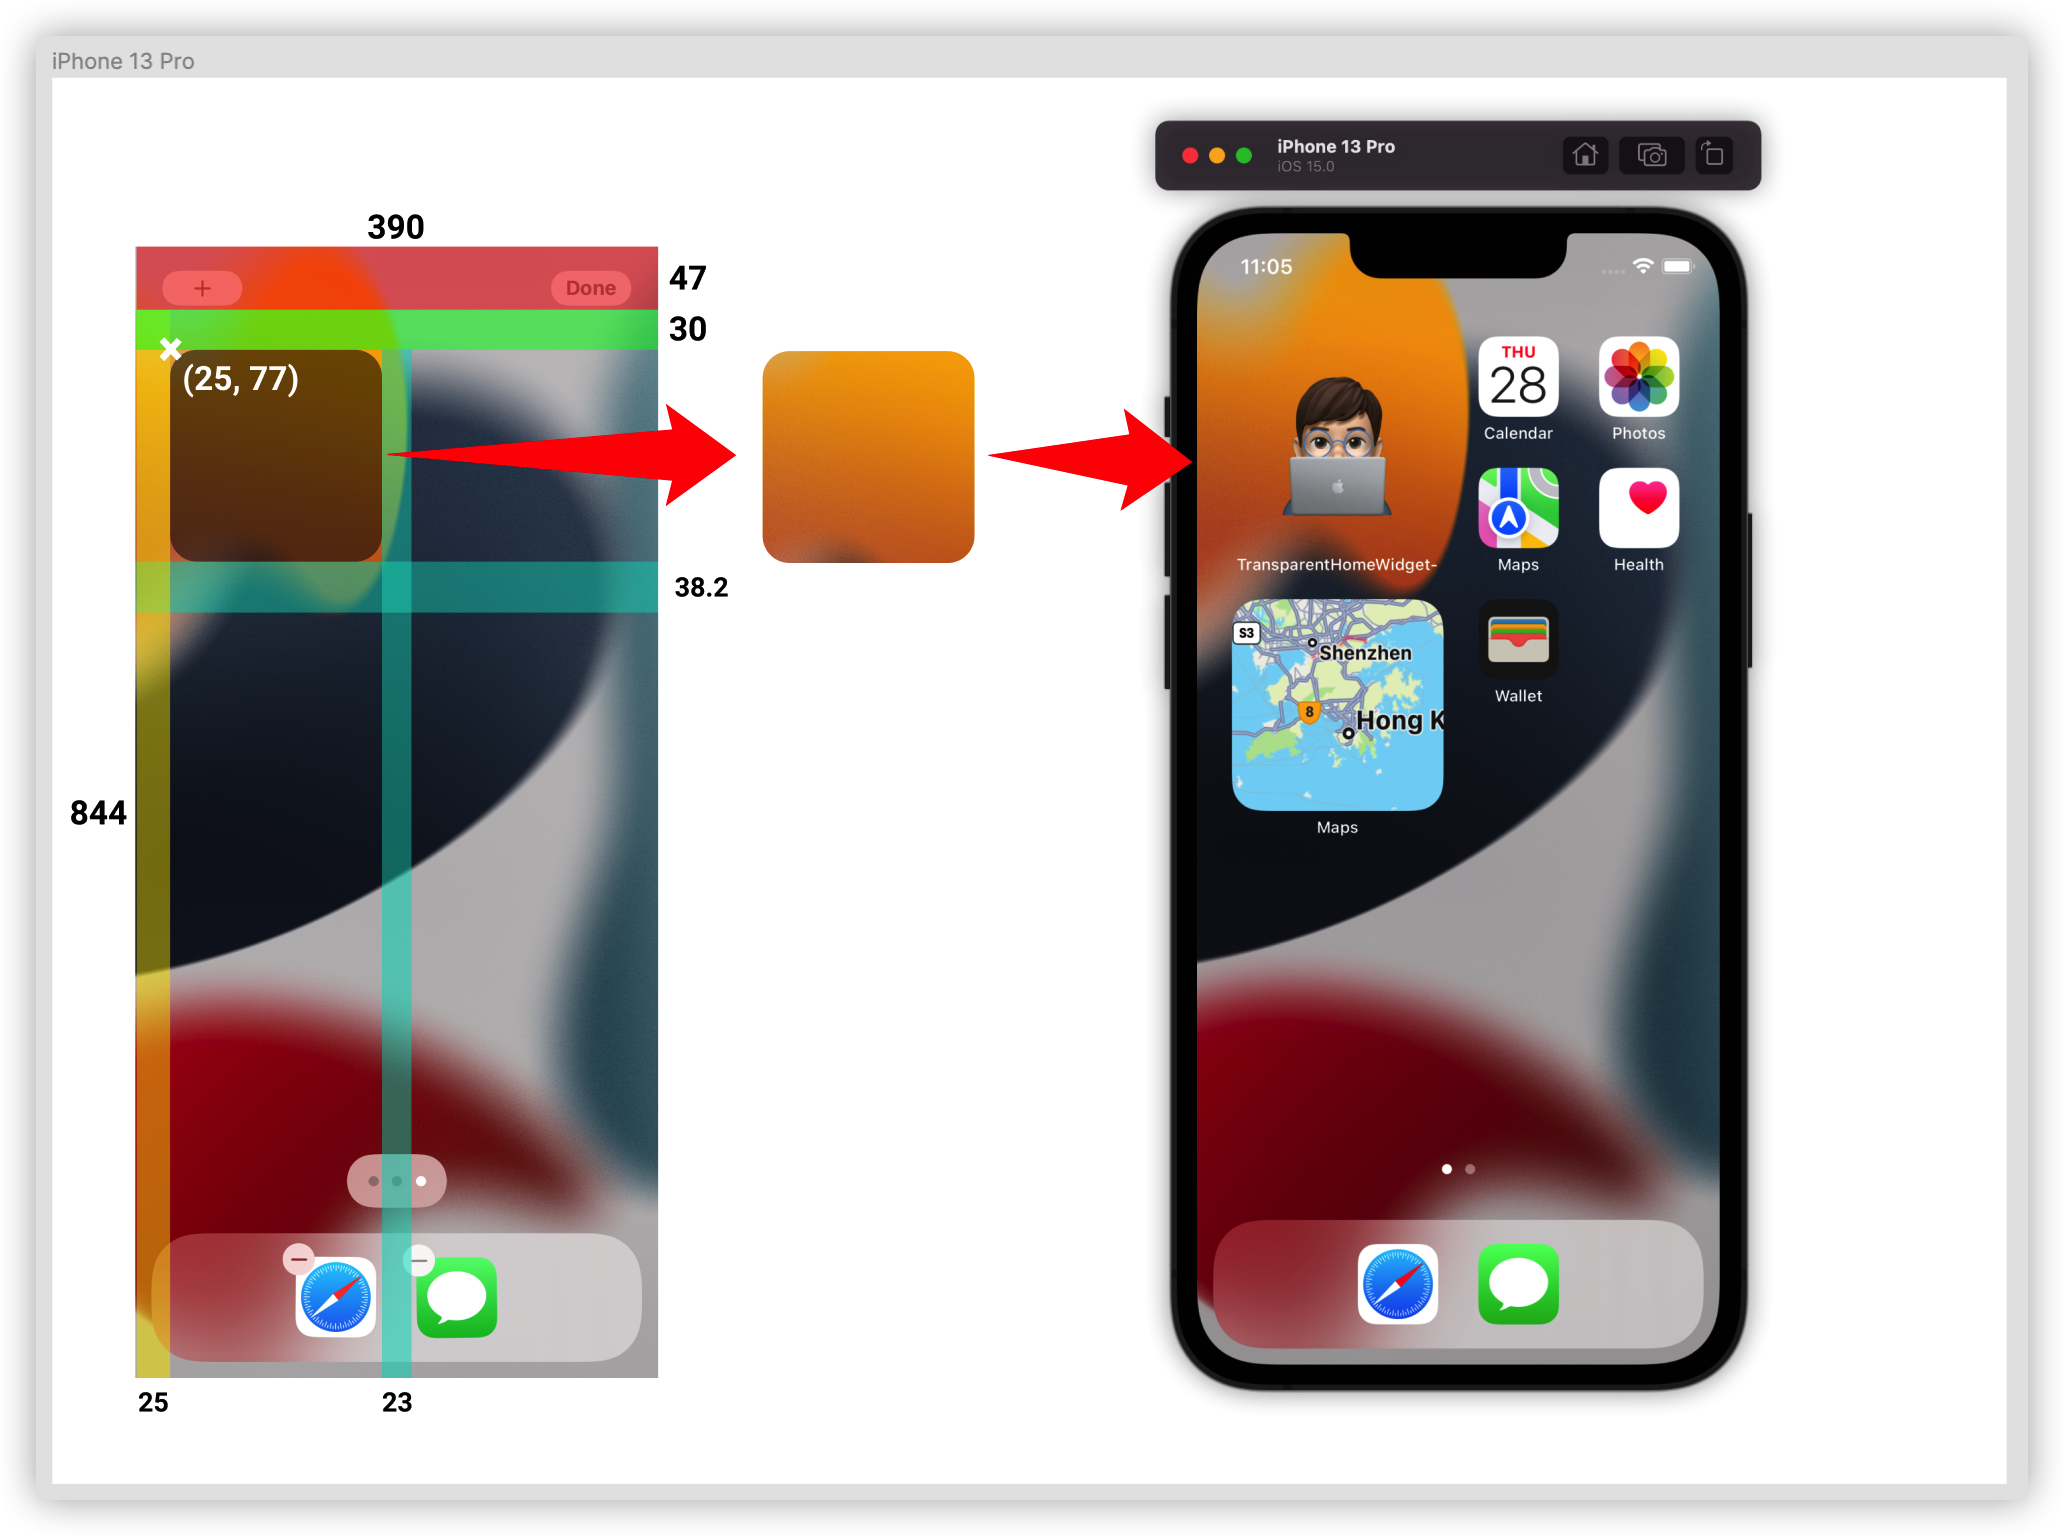 iPhone 13 Pro
390
+
Done
47
30
(25, 77)
38.2
844
25
23
iPhone 13 Pro
iOS 15.0
11:05
THU
28
Calendar
Photos
TransparentHomeWidget-
Maps
Health
S3
Shenzhen
8
Hong K
Maps
Wallet